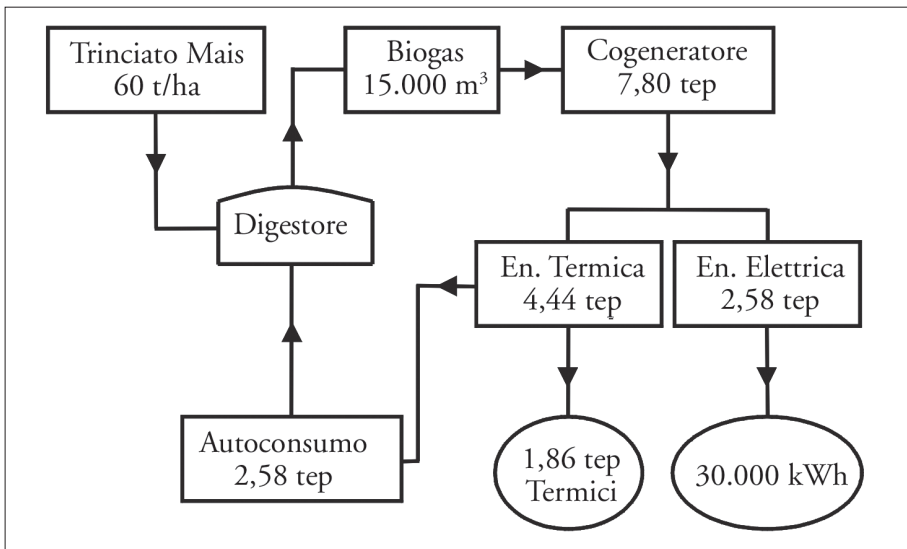 Trinciato Mais
60 t/ha
Biogas
15.000 m³
Cogeneratore
7,80 tep
Digestore
En. Termica
4,44 tep
En. Elettrica
2,58 tep
Autoconsumo
2,58 tep
1,86 tep
Termici
30.000 kWh